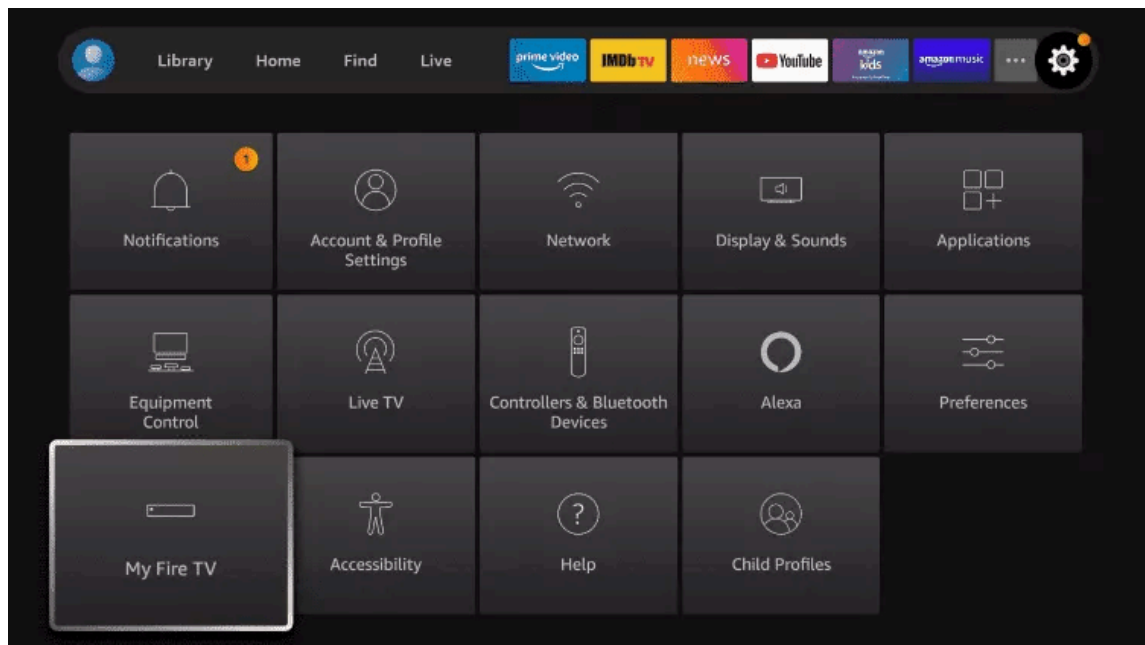 Library Home Find Live prime video IMDb TV news YouTube amazon kids amazon music ...
1
Notifications
Account & Profile
Settings
Network
Display & Sounds
Applications
Equipment
Control
Live TV
Controllers & Bluetooth
Devices
Alexa
Preferences
My Fire TV
Accessibility
?
Help
Child Profiles